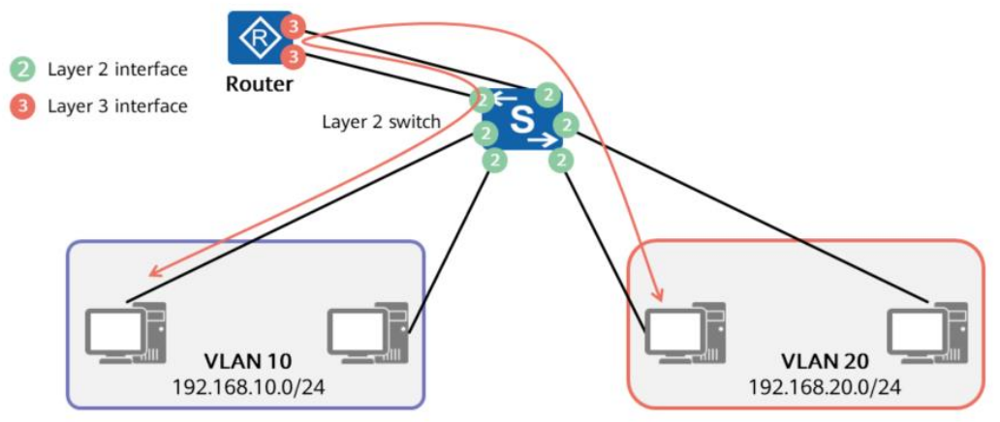 R
3
3
2 Layer 2 interface
3 Layer 3 interface
Router
Layer 2 switch
2
2
S
2
2
2
2
VLAN 10
192.168.10.0/24
VLAN 20
192.168.20.0/24